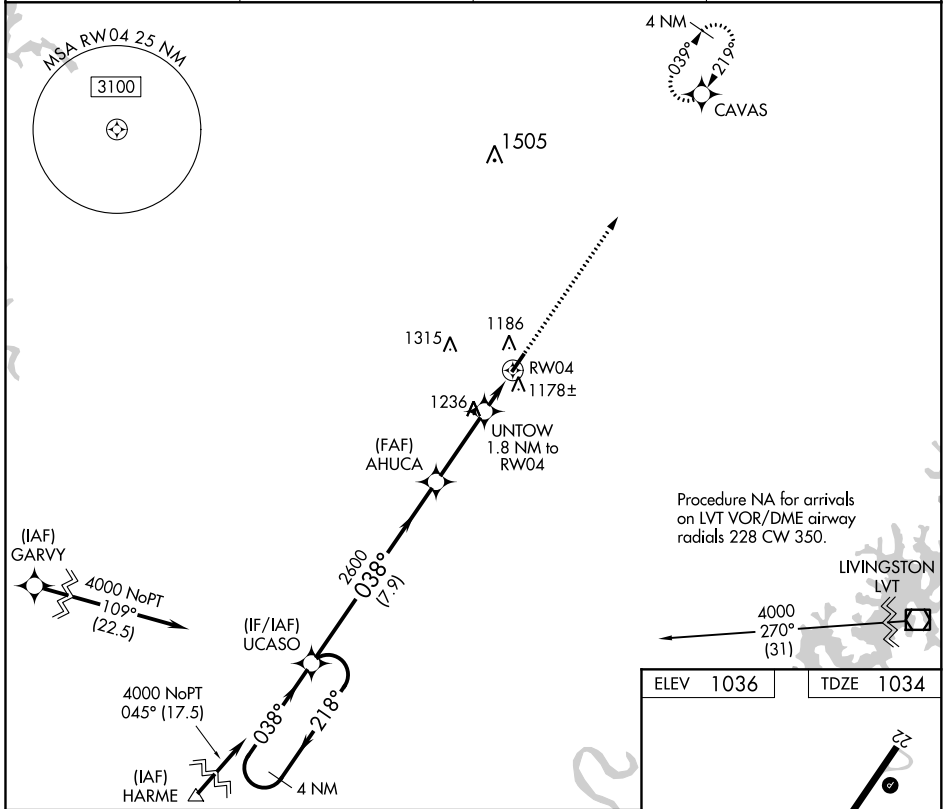 MSA RW04 25 NM
3100
4 NM
039°
219°
CAVAS
1505
1315
1186
RW04
1178±
1236
UNTOW
1.8 NM to
RW04
(FAF)
AHUCA
Procedure NA for arrivals
on LVT VOR/DME airway
radials 228 CW 350.
(IAF)
GARVY
4000 NoPT
109°
(22.5)
2600
038°
(7.9)
LIVINGSTON
LVT
4000
270°
(31)
(IF/IAF)
UCASO
4000 NoPT
045° (17.5)
038°
218°
4 NM
(IAF)
HARME
ELEV 1036
TDZE 1034
22
P